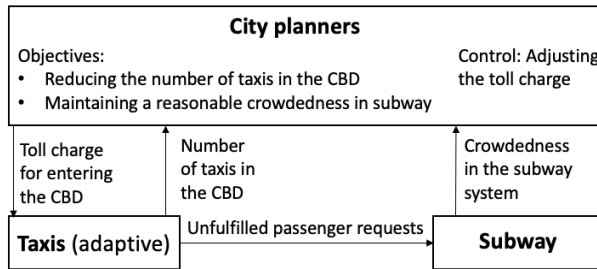 City planners
Objectives:
• Reducing the number of taxis in the CBD
• Maintaining a reasonable crowdedness in subway
Control: Adjusting
the toll charge
Toll charge
for entering
the CBD
Number
of taxis in
the CBD
Crowdedness
in the subway
system
Taxis (adaptive)
Unfulfilled passenger requests
Subway